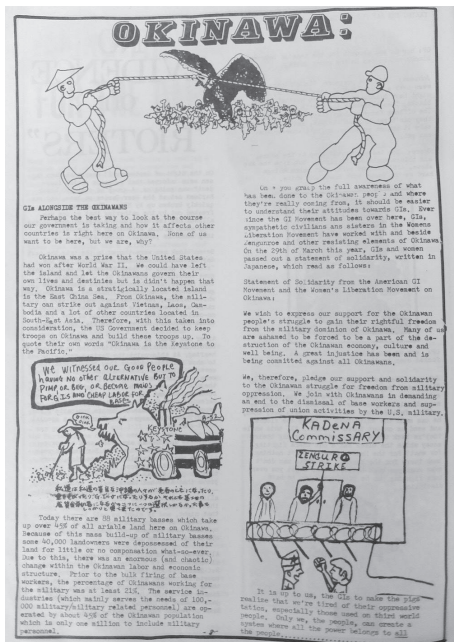 OKINAWA:
GIs ALONGSIDE THE OKINAWANS
Perhaps the best way to look at the course
our government is taking and how it affects other
countries is right here on Okinawa. None of us
want to be here, but we are, why?
Okinawa was a prize that the United States
had won after World War II. We could have left
the island and let the Okinawans govern their
own lives and destinies but is didn't happen that
way. Okinawa is a stratigically located island
is the East China Sea. From Okinawa, the mil-
itary can strike out against Vietnam, Laos, Cam-
bodia and a lot of other countries located in
South-East Asia. Therefore, with this taken into
consideration, the US Government decided to keep
troops on Okinawa and build these troops up. To
quote their own words "Okinawa is the keystone to
the Pacific."
WE WITNESSED OUR GOOD PEOPLE
HAVING NO OTHER ALTERNATIVE BUT TO
PIMP OR BEG, OR BECOME MAIDS
FOR GIS AND CHEAP LABOR FOR
BASES
KEYSTONE
Today there are 88 military basses which take
up over 45% of all ariable land here on Okinawa.
Because of this mass build-up of military basses
some 40,000 landowners were depossessed of their
land for little or no compensation what-so-ever.
Due to this, there was an enormous (and chaotic)
change within the Okinawan labor and economic
structure. Prior to the bulk firing of base
workers, the percentage of Okinawans working for
the military was at least 21%. The service in-
dustries (which mainly serves the needs of 100,-
000 military/military related personnel) are op-
erated by about 65% of the Okinawan population
which is only one million to include military
personnel.
you grasp the full awareness of what
has been done to the Okinawan people and where
they're really coming from, it should be easier
to understand their attitudes towards GIs. Ever
since the GI Movement has been over here, GIs,
sympathetic civilians and sisters in the Womens
Liberation Movement have worked with and beside
Zengunroe and other resisting elements of Okinawa.
On the 29th of March this year, GIs and women
passed out a statement of solidarity, written in
Japanese, which read as follows:
Statement of Solidarity from the American GI
Movement and the Women's Liberation Movement on
Okinawa:
We wish to express our support for the Okinawan
people's struggle to gain their rightful freedom
from the military dominion of Okinawa. Many of us
are ashamed to be forced to be a part of the de-
struction of the Okinawan economy, culture and
well being. A great injustice has been and is
being committed against all Okinawans.
We, therefore, pledge our support and solidarity
to the Okinawan struggle for freedom from military
oppression. We join with Okinawans in demanding
an end to the dismissal of base workers and sup-
pression of union activities by the U.S. military.
KADENA
COMMISSARY
STRIKE
It is up to us, the GIs to make the pigs
realize that we're tired of their oppressive
tatics, especially those used on third world
people. Only we, the people, can create a
system where all the power belongs to all
the people